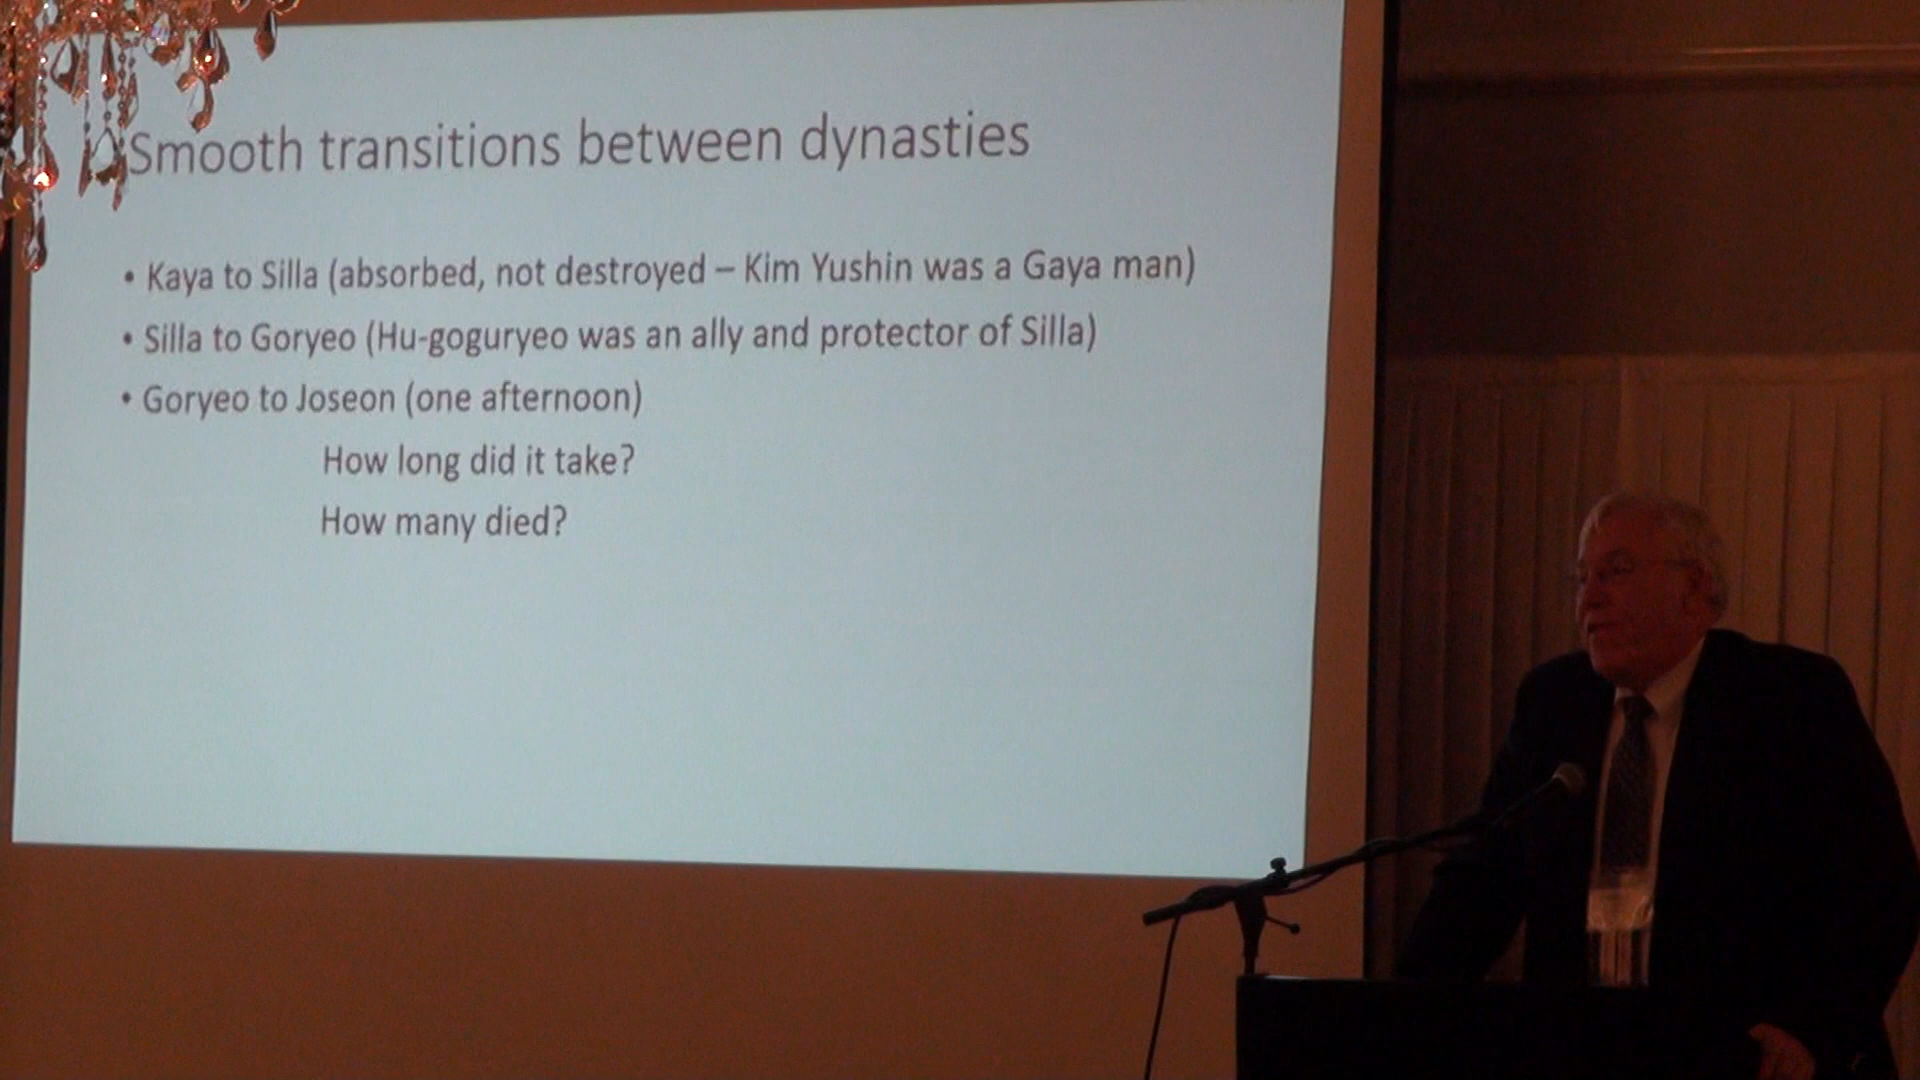 Smooth transitions between dynasties
• Kaya to Silla (absorbed, not destroyed – Kim Yushin was a Gaya man)
• Silla to Goryeo (Hu-goguryeo was an ally and protector of Silla)
• Goryeo to Joseon (one afternoon)
How long did it take?
How many died?